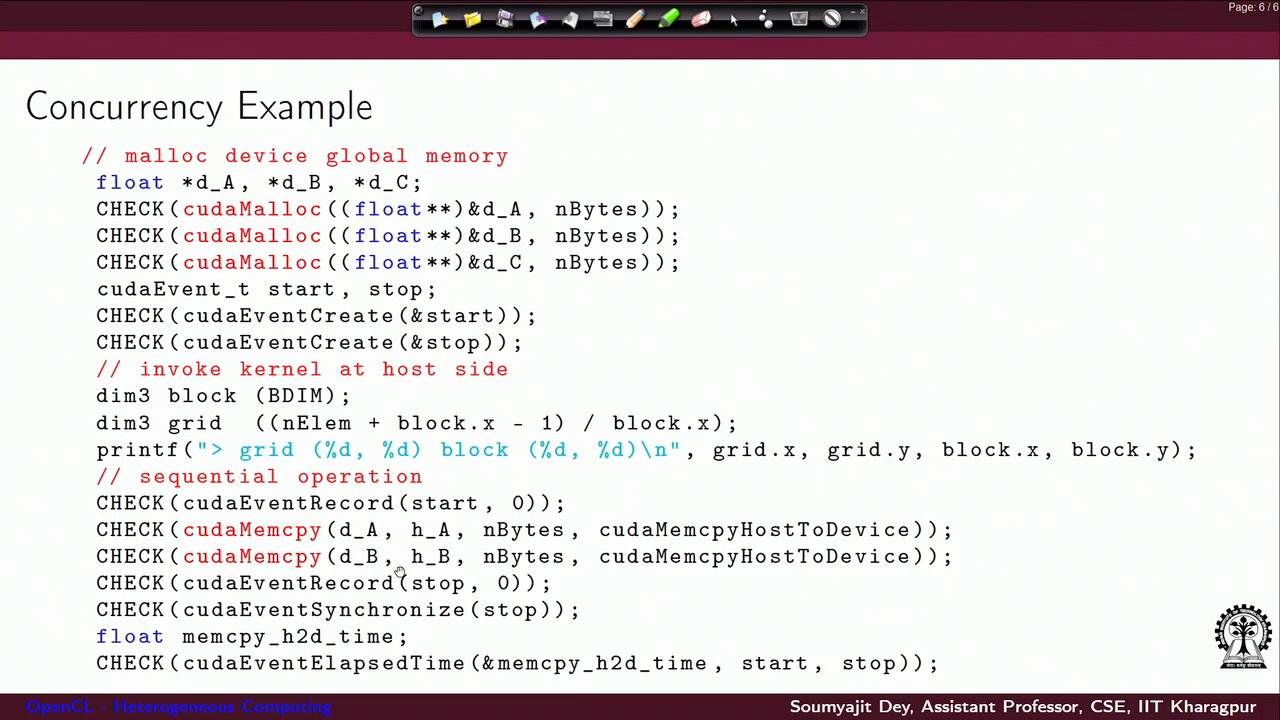 Page: 6 / 6
Concurrency Example
// malloc device global memory
float *d_A, *d_B, *d_C;
CHECK(cudaMalloc((float**)&d_A, nBytes));
CHECK(cudaMalloc((float**)&d_B, nBytes));
CHECK(cudaMalloc((float**)&d_C, nBytes));
cudaEvent_t start, stop;
CHECK(cudaEventCreate(&start));
CHECK(cudaEventCreate(&stop));
// invoke kernel at host side
dim3 block (BDIM);
dim3 grid  ((nElem + block.x - 1) / block.x);
printf("> grid (%d, %d) block (%d, %d)\n", grid.x, grid.y, block.x, block.y);
// sequential operation
CHECK(cudaEventRecord(start, 0));
CHECK(cudaMemcpy(d_A, h_A, nBytes, cudaMemcpyHostToDevice));
CHECK(cudaMemcpy(d_B, h_B, nBytes, cudaMemcpyHostToDevice));
CHECK(cudaEventRecord(stop, 0));
CHECK(cudaEventSynchronize(stop));
float memcpy_h2d_time;
CHECK(cudaEventElapsedTime(&memcpy_h2d_time, start, stop));
OpenCL - Heterogeneous Computing
Soumyajit Dey, Assistant Professor, CSE, IIT Kharagpur